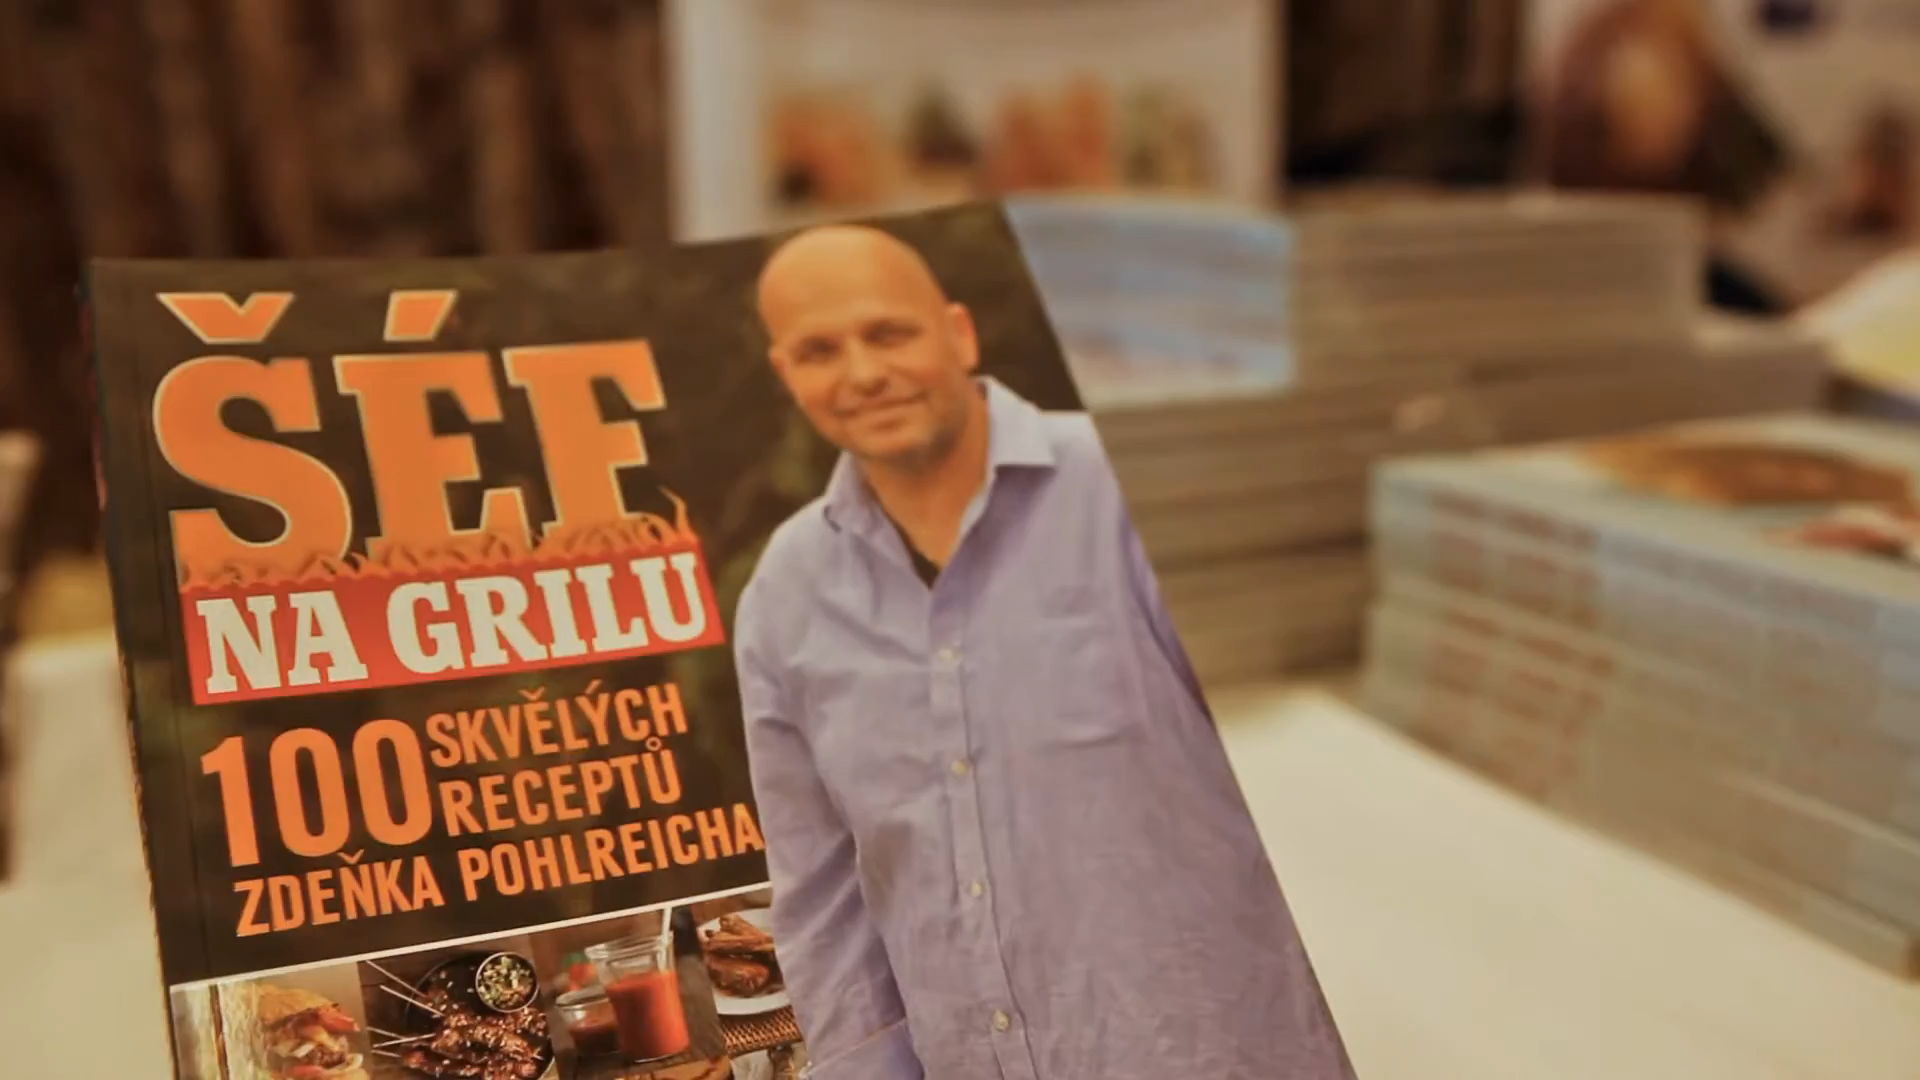 ŠÉF
NA GRILU
100 SKVĚLÝCH
RECEPTŮ
ZDEŇKA POHLREICHA